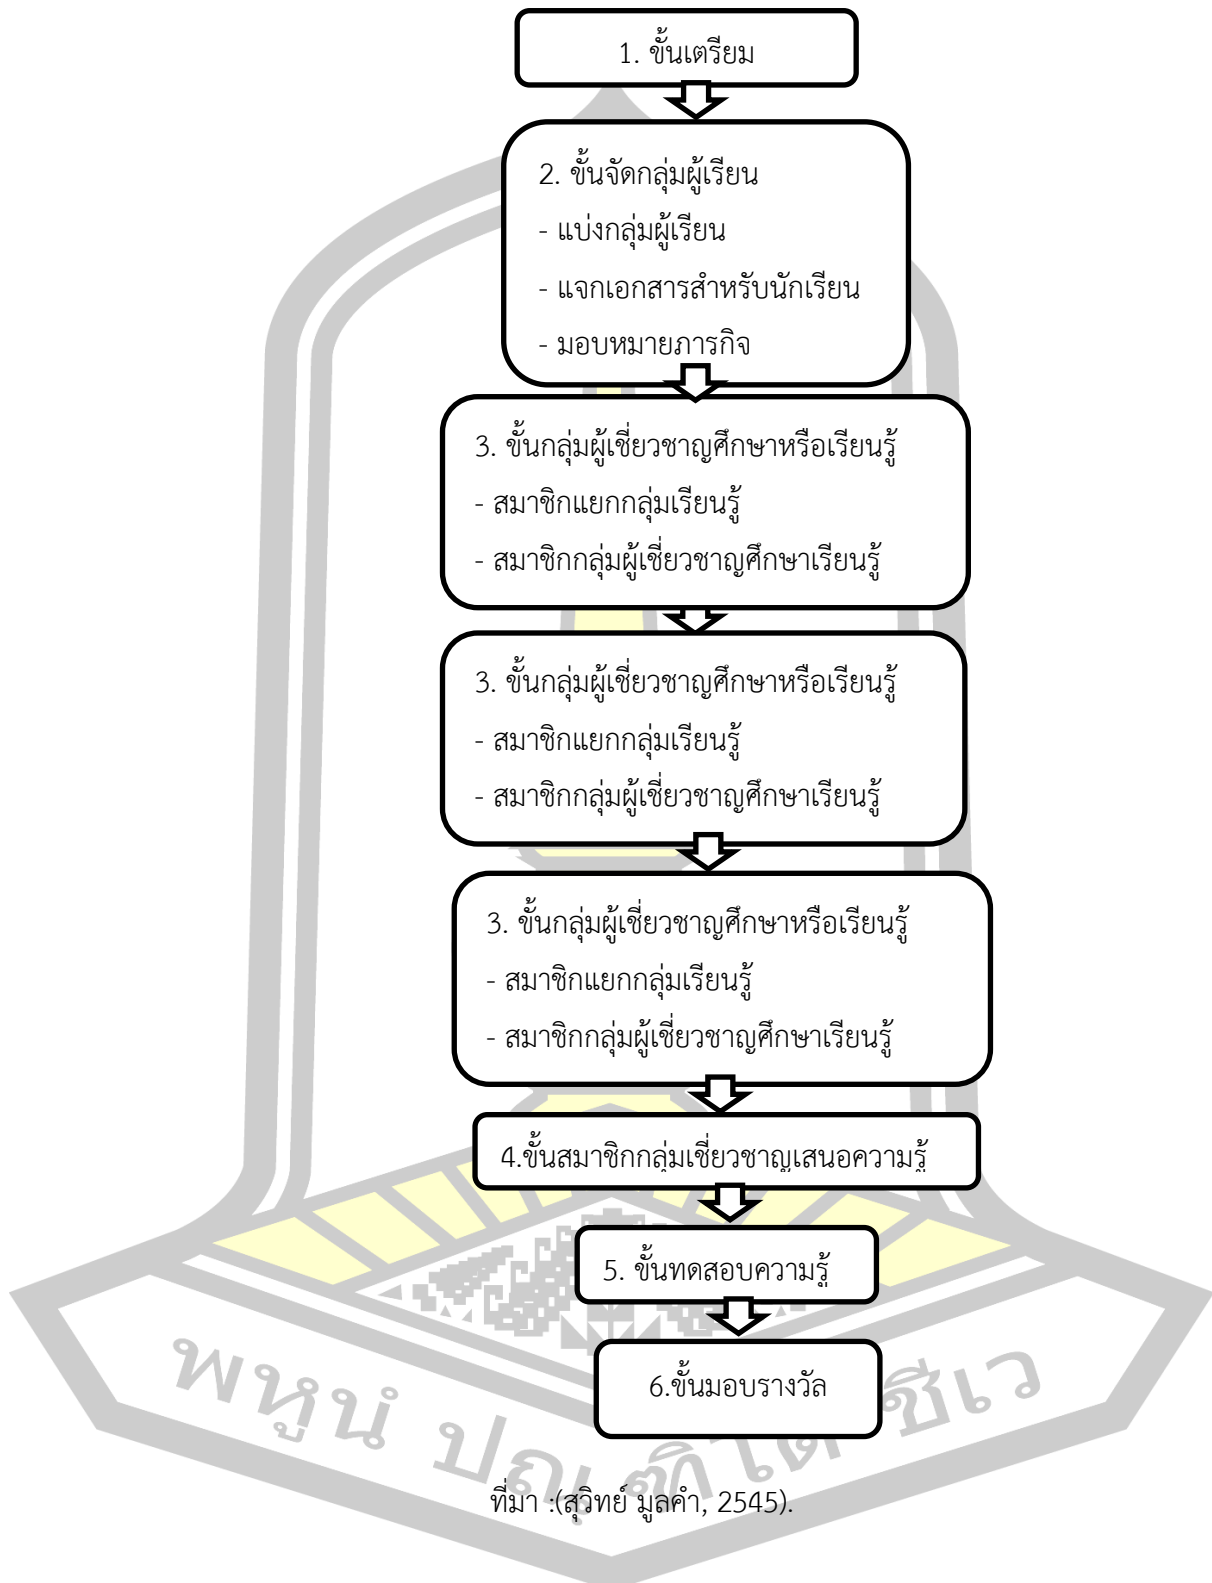 1. ขั้นเตรียม
2. ขั้นจัดกลุ่มผู้เรียน
- แบ่งกลุ่มผู้เรียน
- แจกเอกสารสำหรับนักเรียน
- มอบหมายภารกิจ
3. ขั้นกลุ่มผู้เชี่ยวชาญศึกษาหรือเรียนรู้
- สมาชิกแยกกลุ่มเรียนรู้
- สมาชิกกลุ่มผู้เชี่ยวชาญศึกษาเรียนรู้
3. ขั้นกลุ่มผู้เชี่ยวชาญศึกษาหรือเรียนรู้
- สมาชิกแยกกลุ่มเรียนรู้
- สมาชิกกลุ่มผู้เชี่ยวชาญศึกษาเรียนรู้
3. ขั้นกลุ่มผู้เชี่ยวชาญศึกษาหรือเรียนรู้
- สมาชิกแยกกลุ่มเรียนรู้
- สมาชิกกลุ่มผู้เชี่ยวชาญศึกษาเรียนรู้
4.ขั้นสมาชิกกลุ่มเชี่ยวชาญเสนอความรู้
5. ขั้นทดสอบความรู้
6.ขั้นมอบรางวัล
พหูนํ ปณฺฑิโต ชีเว
ที่มา :(สุวิทย์ มูลคำ, 2545).